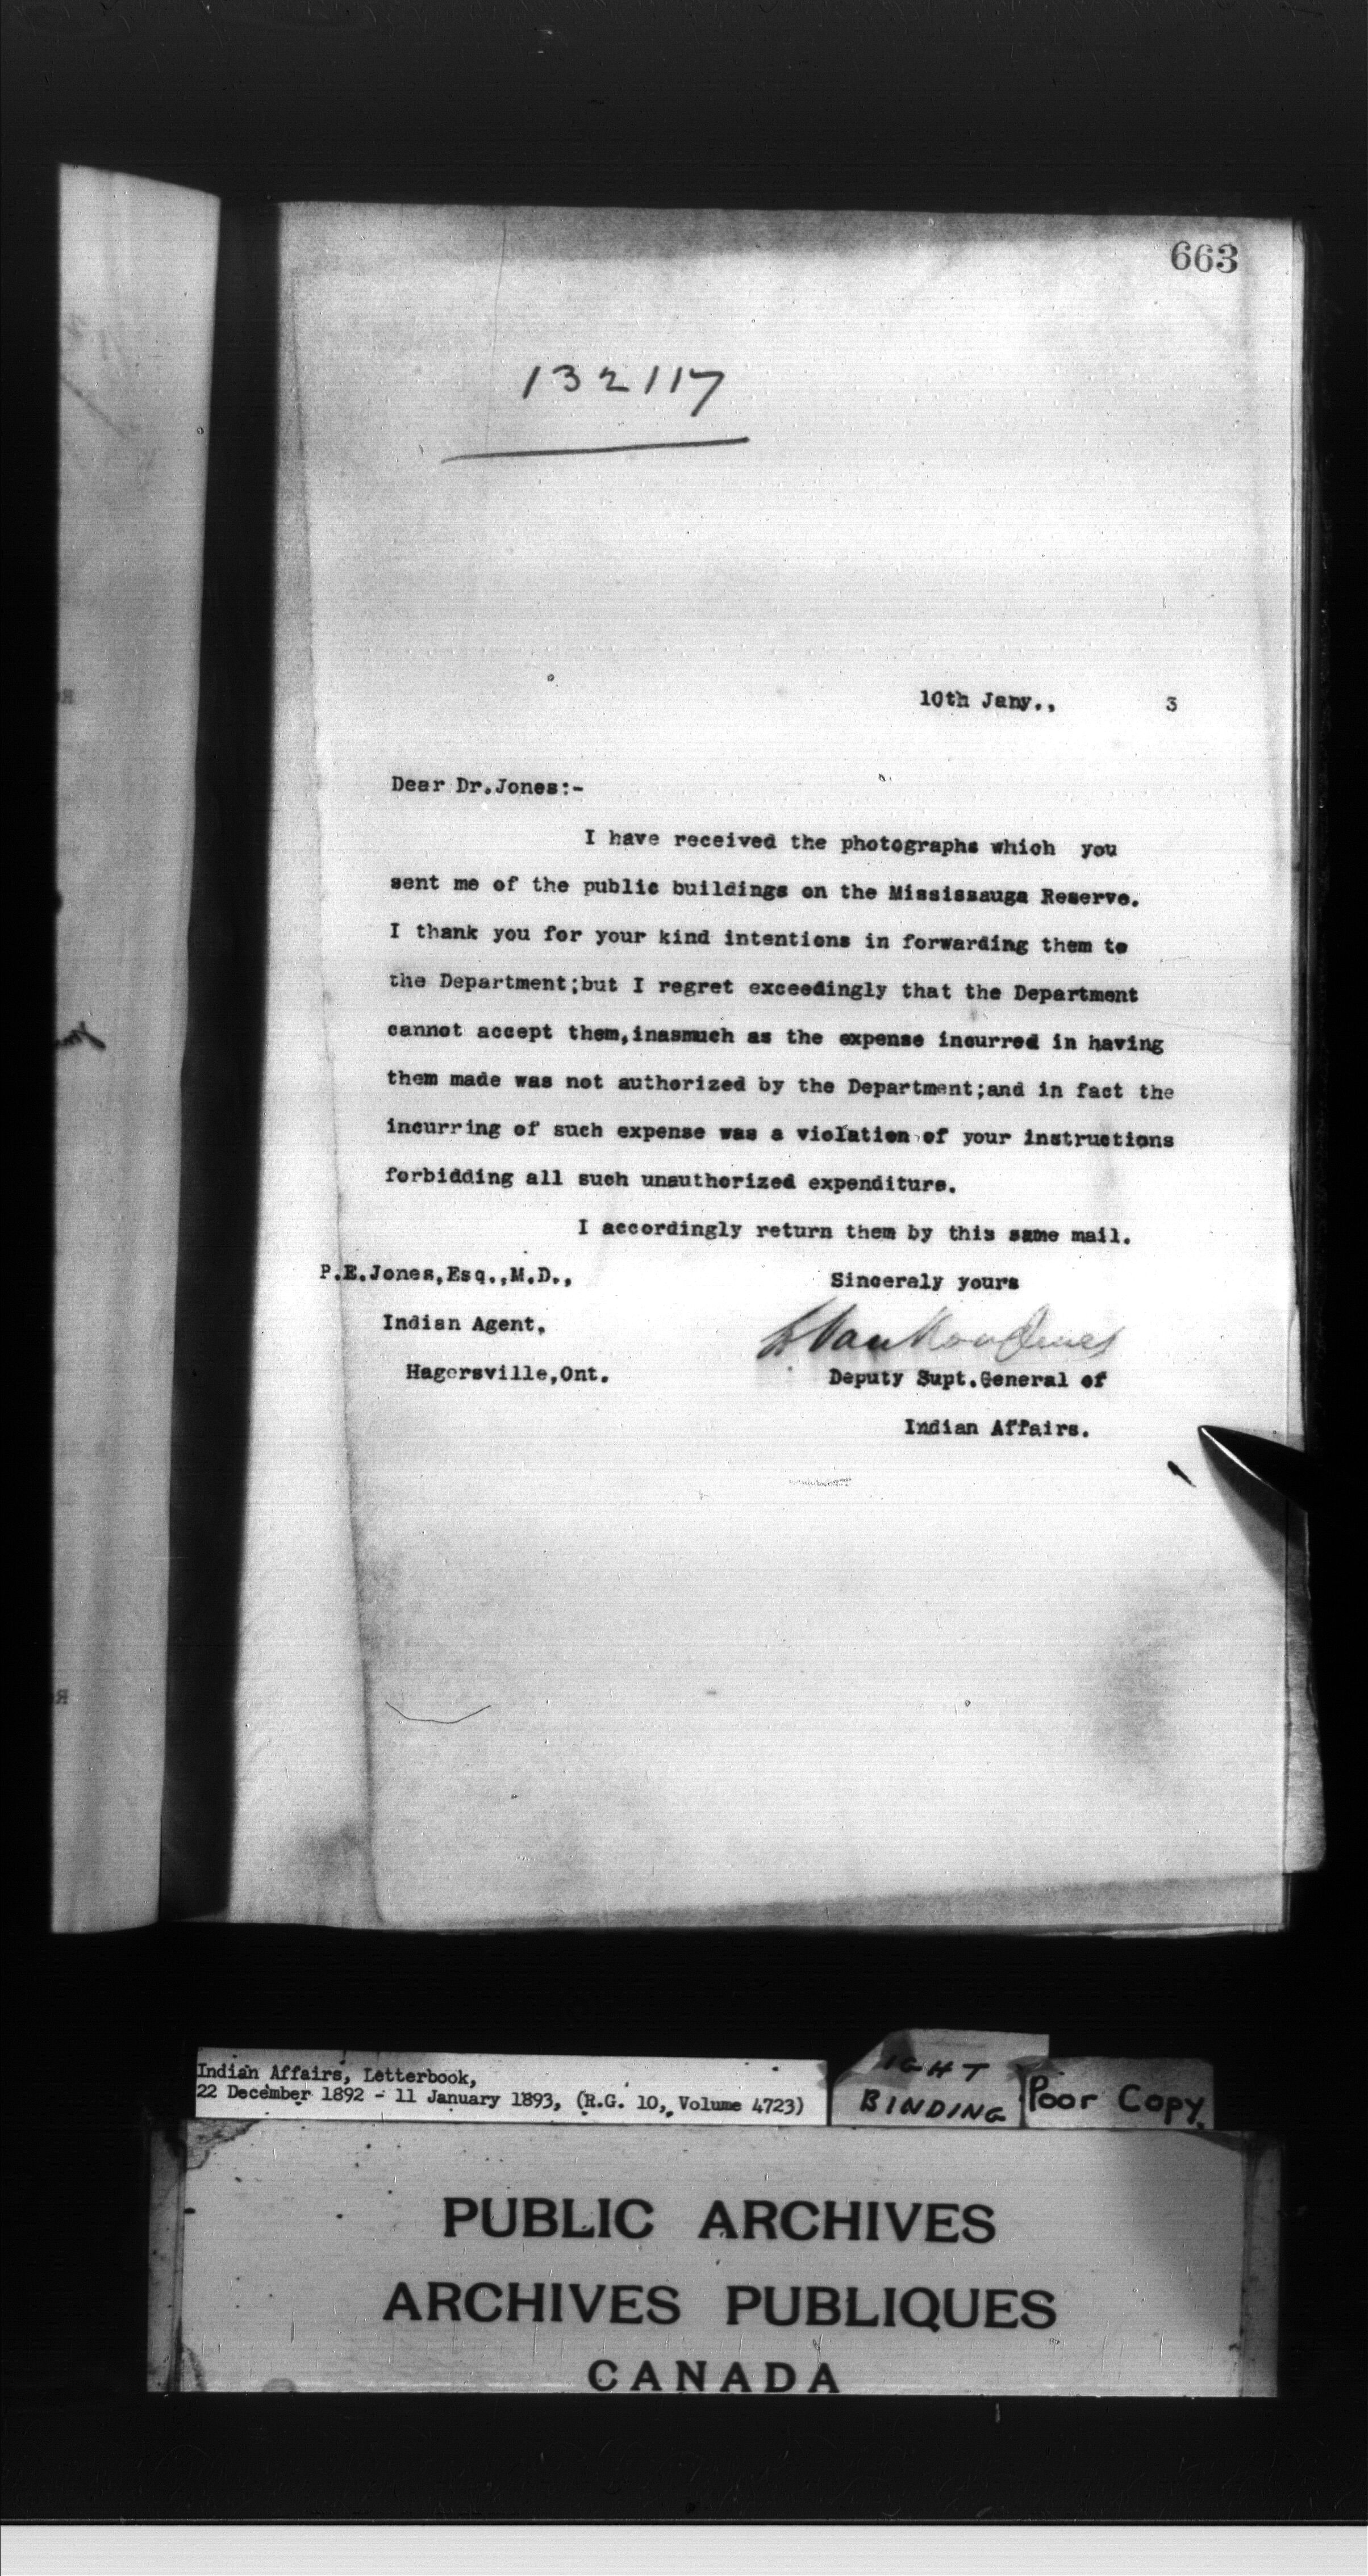 663
132117
10th Jany., 3
Dear Dr.Jones:-
I have received the photographs which you
sent me of the public buildings on the Mississauga Reserve.
I thank you for your kind intentions in forwarding them to
the Department;but I regret exceedingly that the Department
cannot accept them,inasmuch as the expense incurred in having
them made was not authorized by the Department;and in fact the
incurring of such expense was a violation of your instructions
forbidding all such unauthorized expenditure.
I accordingly return them by this same mail.
P.E.Jones,Esq.,M.D.,
Indian Agent,
Hagersville,Ont.
Sincerely yours
L Vankoughnet
Deputy Supt.General of
Indian Affairs.
Indian Affairs, Letterbook,
22 December 1892 - 11 January 1893, (R.G. 10, Volume 4723)
IGHT
BINDING
Poor Copy
PUBLIC ARCHIVES
ARCHIVES PUBLIQUES
CANADA